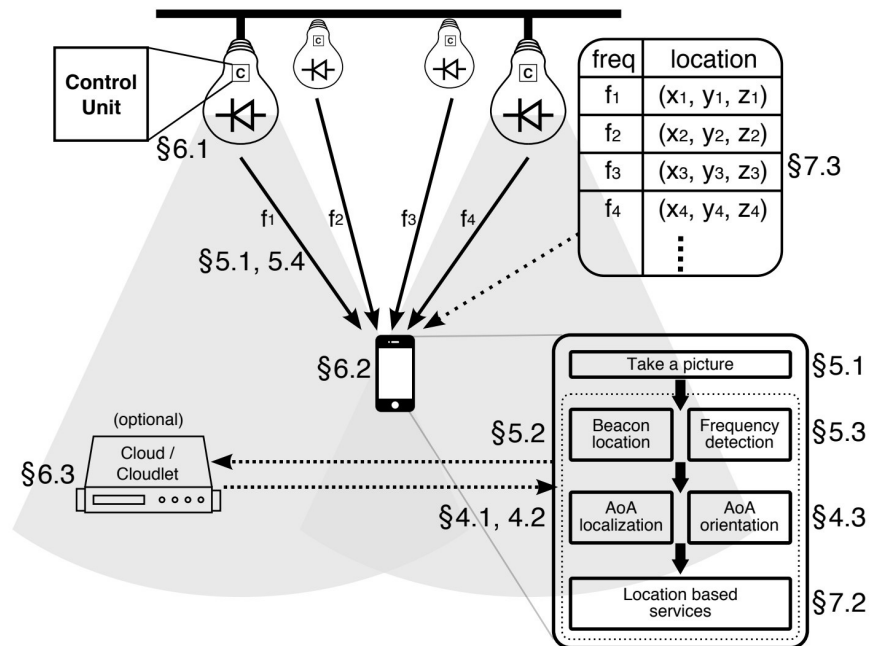 C
C
C
C
Control
Unit
§6.1
freq location
f1 (x1, y1, z1)
f2 (x2, y2, z2)
f3 (x3, y3, z3)
f4 (x4, y4, z4)
§7.3
f1
f2
f3
f4
§5.1, 5.4
§6.2
Take a picture
§5.1
(optional)
Cloud /
Cloudlet
§6.3
§5.2
Beacon
location
Frequency
detection
§5.3
§4.1, 4.2
AoA
localization
AoA
orientation
§4.3
Location based
services
§7.2